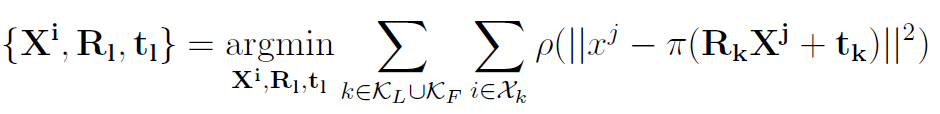 {X^i, R_l, t_l} = argmin_{X^i,R_l,t_l} ∑_{k∈K_L∪K_F} ∑_{i∈X_k} ρ(||x^j − π(R_k X^j + t_k)||^2)